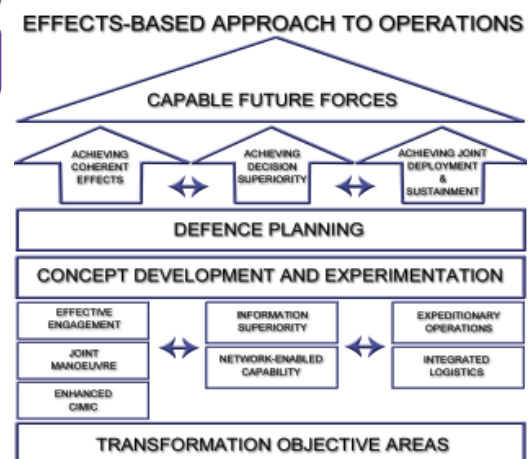 EFFECTS-BASED APPROACH TO OPERATIONS
CAPABLE FUTURE FORCES
ACHIEVING
COHERENT
EFFECTS
ACHIEVING
DECISION
SUPERIORITY
ACHIEVING JOINT
DEPLOYMENT
&
SUSTAINMENT
DEFENCE PLANNING
CONCEPT DEVELOPMENT AND EXPERIMENTATION
EFFECTIVE
ENGAGEMENT
INFORMATION
SUPERIORITY
EXPEDITIONARY
OPERATIONS
JOINT
MANOEUVRE
NETWORK-ENABLED
CAPABILITY
INTEGRATED
LOGISTICS
ENHANCED
CIMIC
TRANSFORMATION OBJECTIVE AREAS